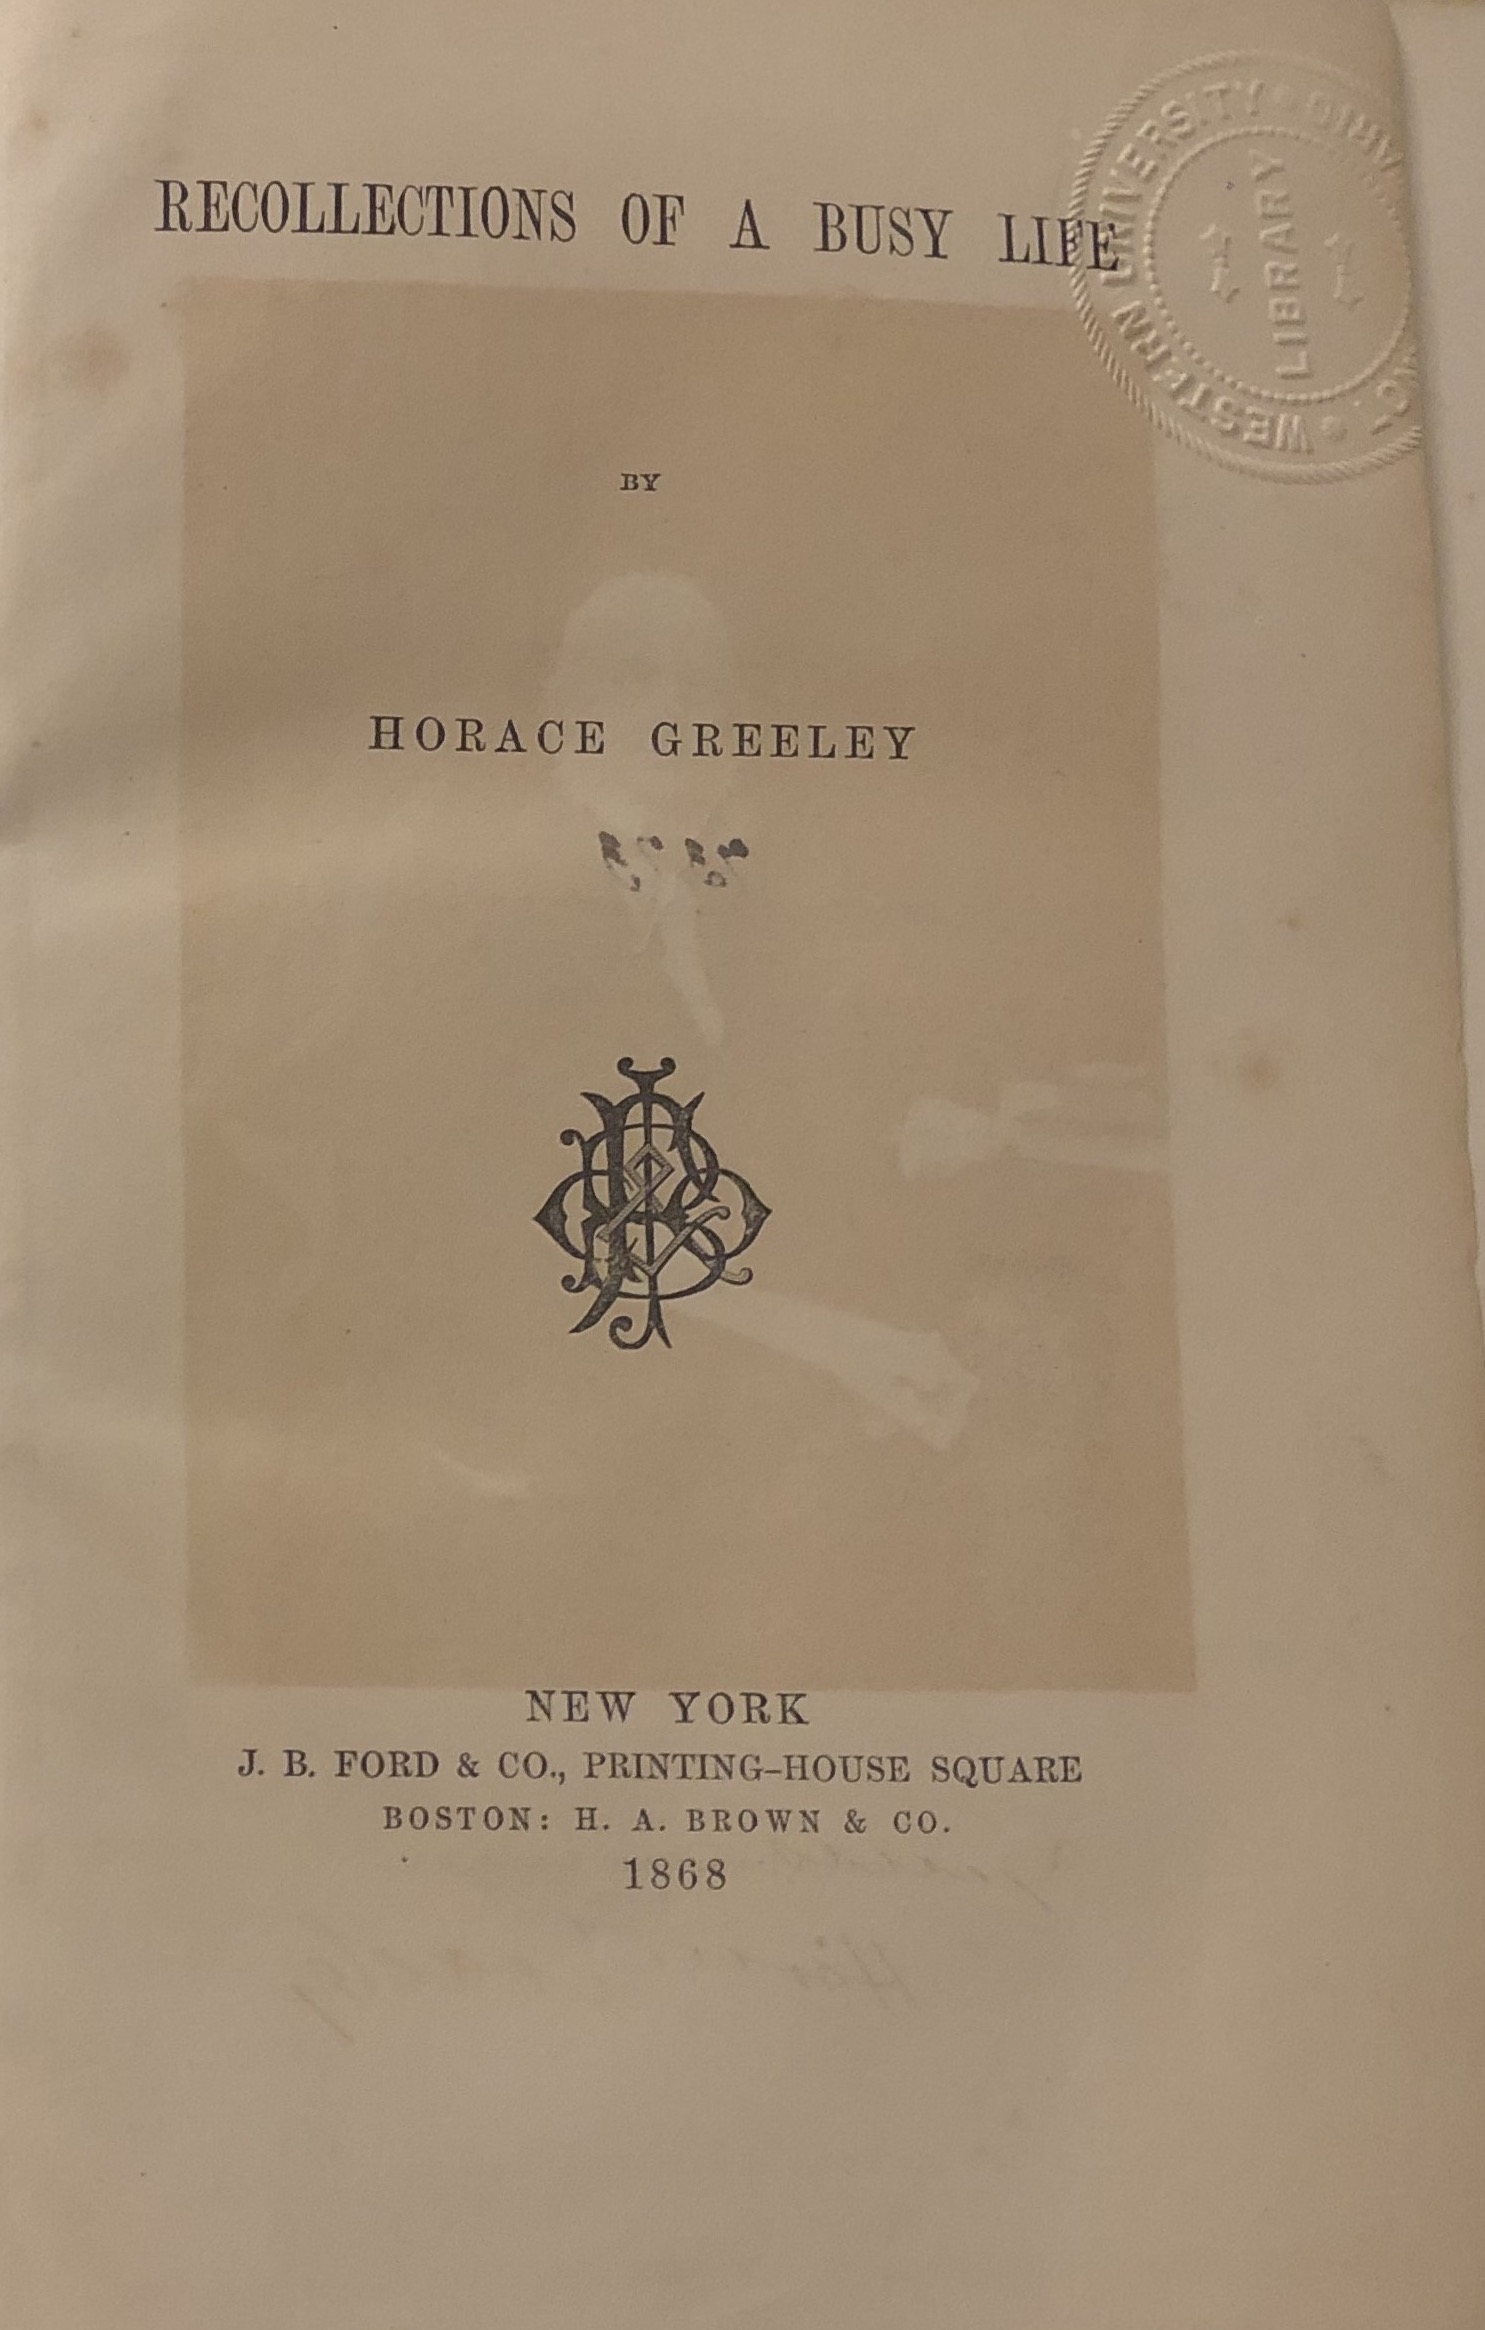 RECOLLECTIONS OF A BUSY LIFE
WESTERN UNIVERSITY
LIBRARY
BY
HORACE GREELEY
NEW YORK
J. B. FORD & CO., PRINTING-HOUSE SQUARE
BOSTON: H. A. BROWN & CO.
1868